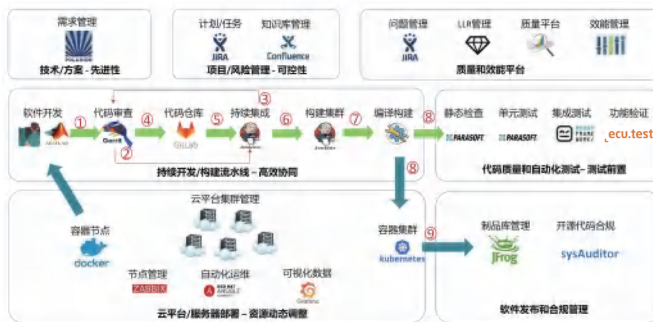 需求管理
POLARION
技术/方案 - 先进性
计划/任务 知识库管理
JIRA Confluence
项目/风险管理 - 可控性
问题管理 LLR管理 质量平台 效能管理
JIRA
质量和效能平台
③
软件开发 代码审查 代码仓库 持续集成 构建集群 编译构建
① ④ ⑤ ⑥ ⑦ ⑧
Gerrit GitLab
②
持续开发/构建流水线 – 高效协同
静态检查 单元测试 集成测试 功能验证
PARASOFT PARASOFT ecu.test
代码质量和自动化测试– 测试前置
⑧
云平台集群管理
容器节点
docker
节点管理 自动化运维 可视化数据
ZABBIX ANSIBLE Grafana
云平台/服务器部署 – 资源动态调整
容器集群
kubernetes
⑨
制品库管理 开源代码合规
JFrog sysAuditor
软件发布和合规管理